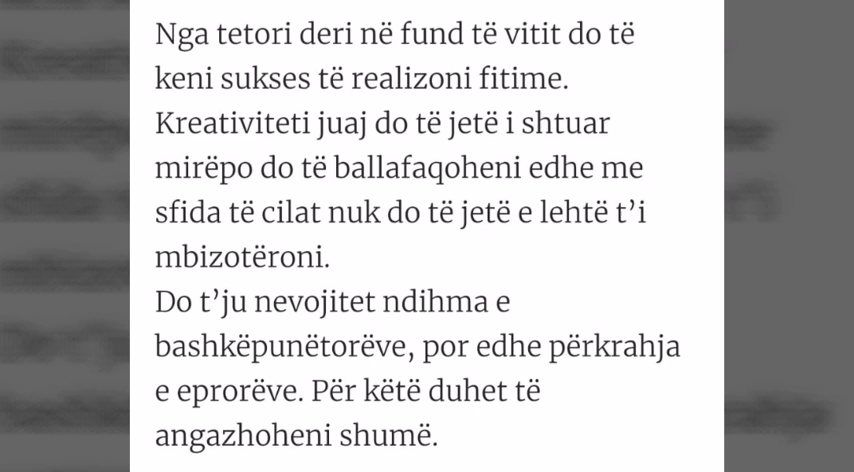 Nga tetori deri në fund të vitit do të
keni sukses të realizoni fitime.
Kreativiteti juaj do të jetë i shtuar
mirëpo do të ballafaqoheni edhe me
sfida të cilat nuk do të jetë e lehtë t’i
mbizotëroni.
Do t’ju nevojitet ndihma e
bashkëpunëtorëve, por edhe përkrahja
e eprorëve. Për këtë duhet të
angazhoheni shumë.